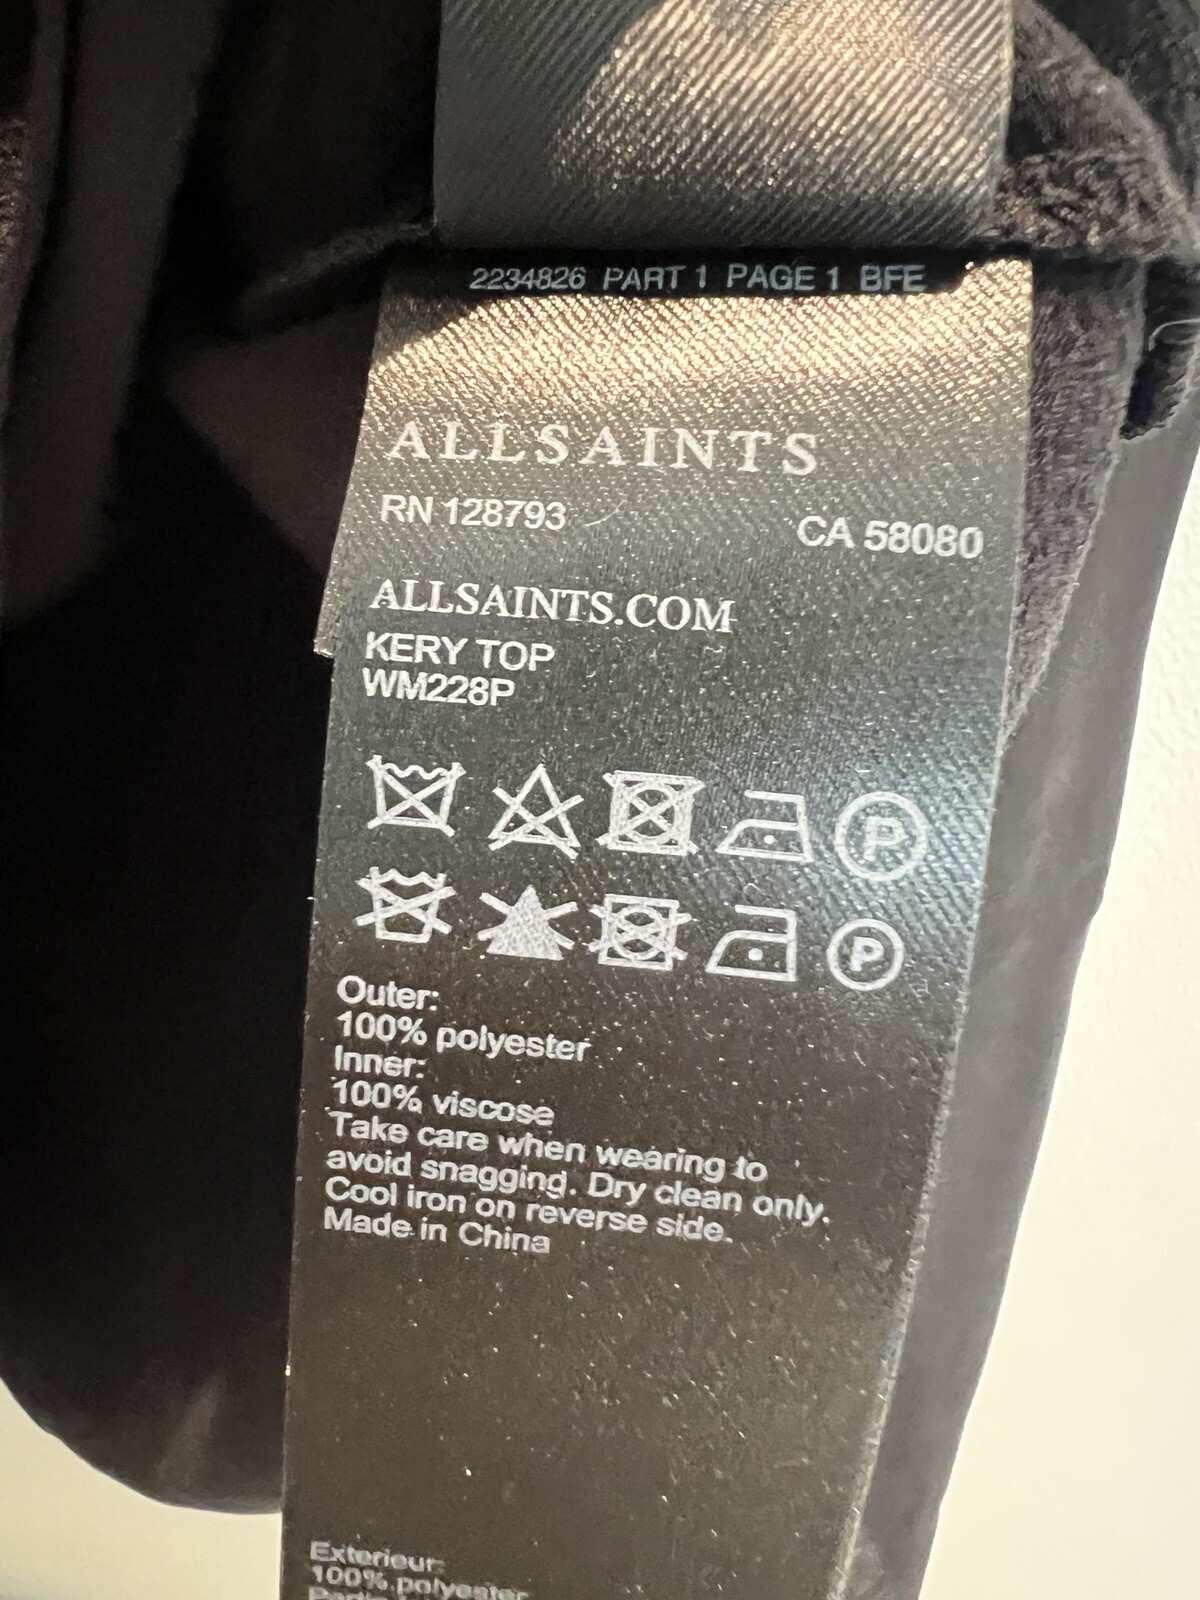 2234826 PART 1 PAGE 1 BFE
ALLSAINTS
RN 128793 CA 58080
ALLSAINTS.COM
KERY TOP
WM228P
P
P
Outer:
100% polyester
Inner:
100% viscose
Take care when wearing to
avoid snagging. Dry clean only.
Cool iron on reverse side.
Made in China
Exterieur:
100% polyester